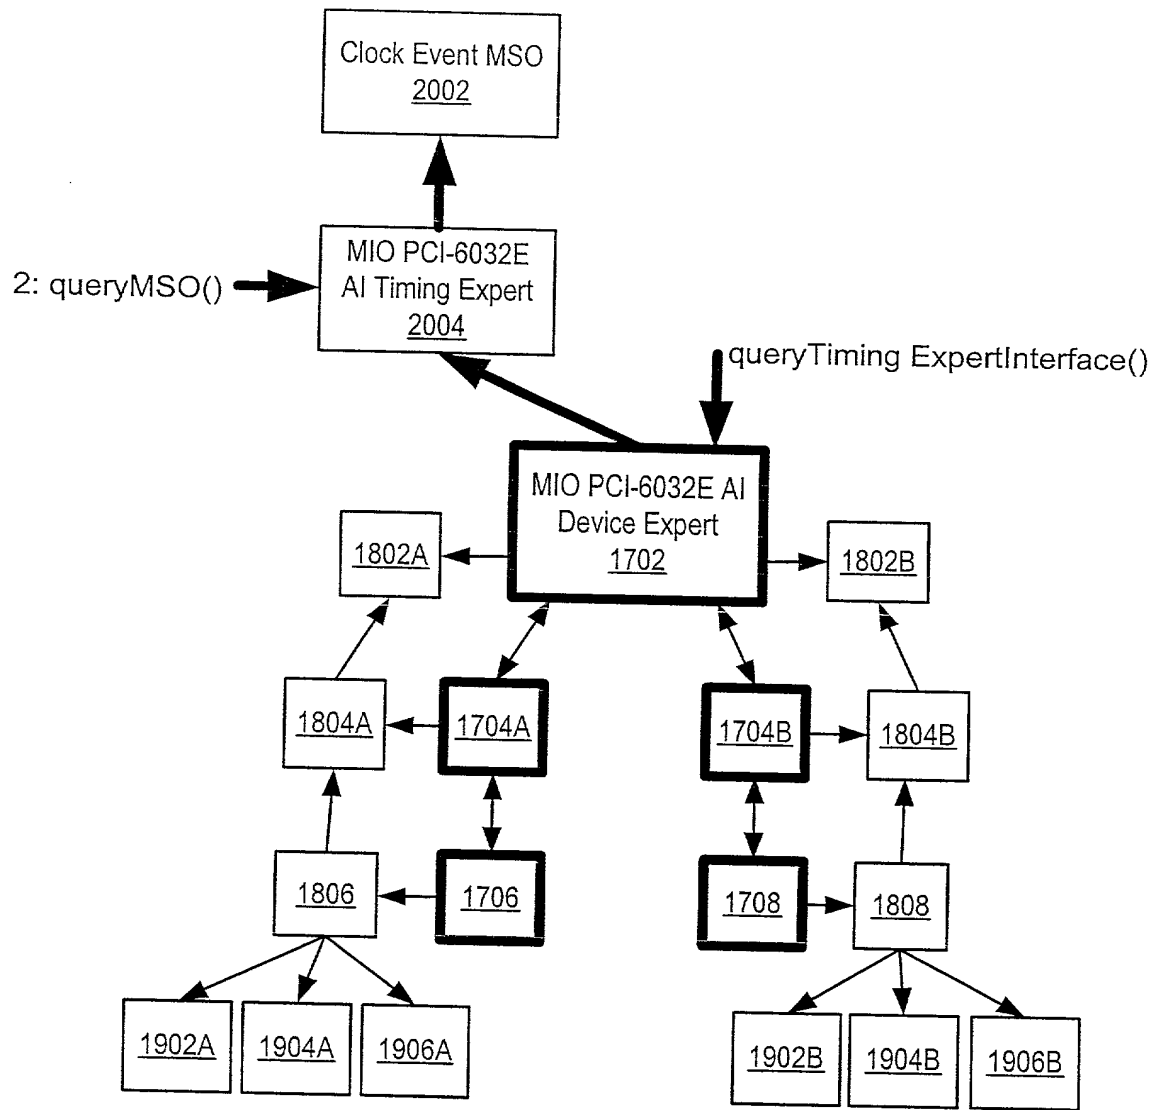 Clock Event MSO
2002
MIO PCI-6032E
AI Timing Expert
2004
2: queryMSO()
queryTiming ExpertInterface()
MIO PCI-6032E AI
Device Expert
1702
1802A
1802B
1804A
1704A
1704B
1804B
1806
1706
1708
1808
1902A
1904A
1906A
1902B
1904B
1906B